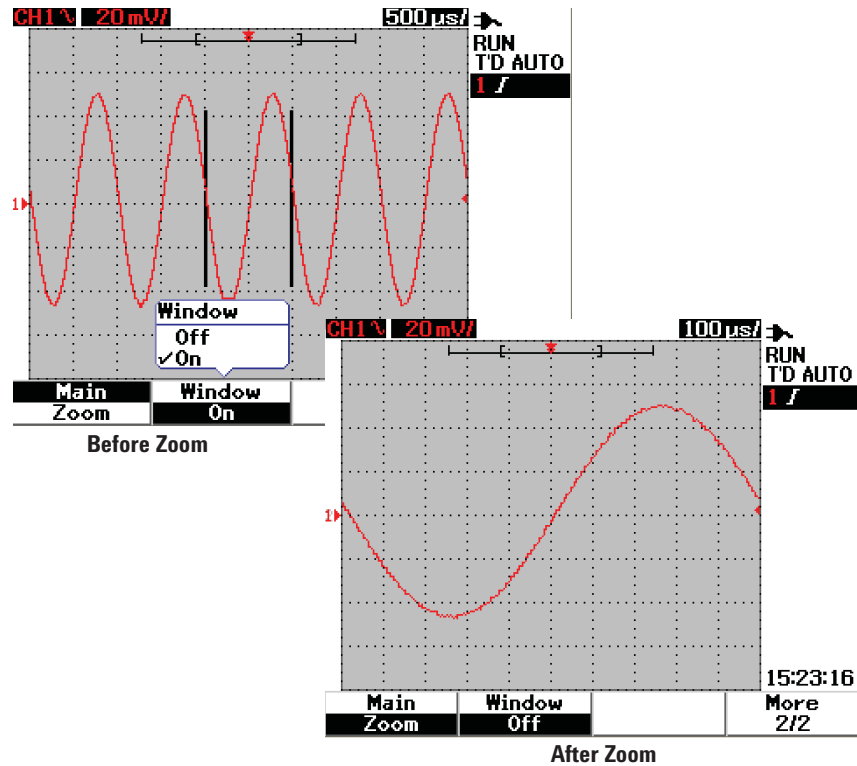 CH1 20 mV/ 500 µs/
RUN
T'D AUTO
1
1
Window
Off
On
Main Window
Zoom On
Before Zoom
CH1 20 mV/ 100 µs/
RUN
T'D AUTO
1
1
15:23:16
Main Window More
Zoom Off 2/2
After Zoom